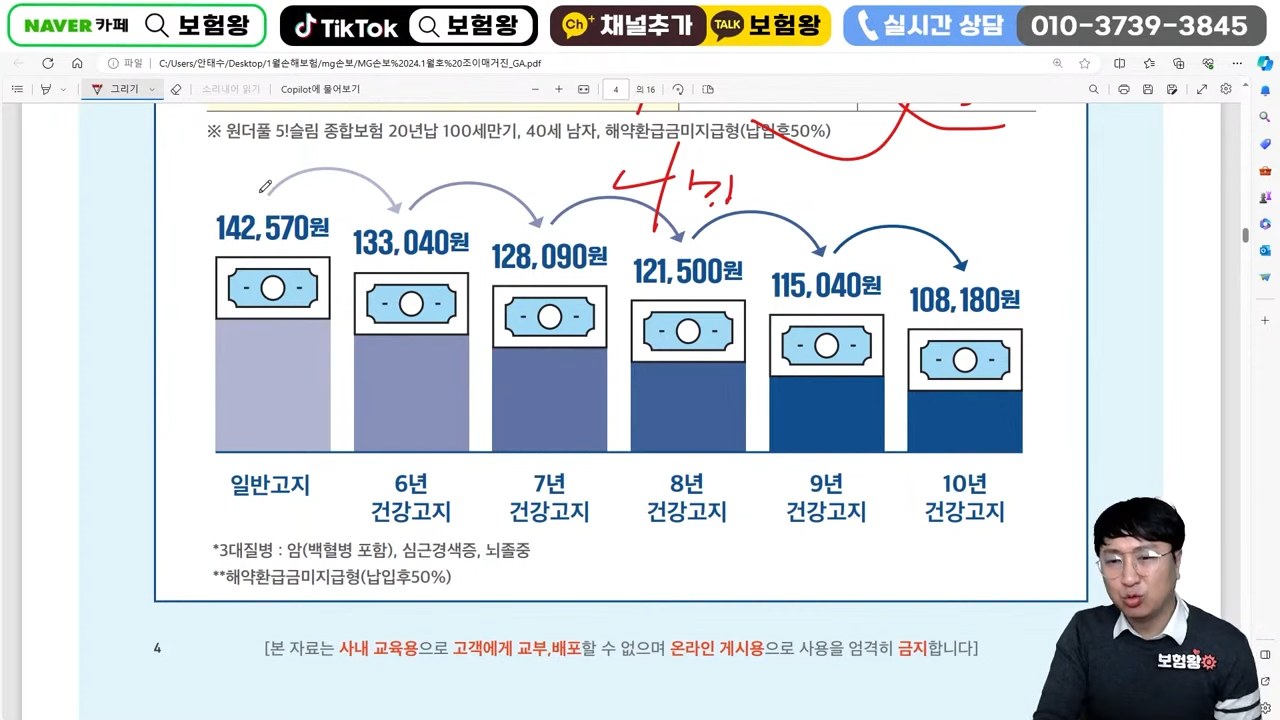 NAVER 카페 보험왕 TikTok 보험왕 Ch+ 채널추가 TALK 보험왕 실시간 상담 010-3739-3845
파일 C:/Users/안태수/Desktop/1월손해보험/mg손보/MG손보%2024.1월호%20조이매거진_GA.pdf
그리기 소리내어 읽기 Copilot에 물어보기 4 의 16
※ 원더풀 5!슬림 종합보험 20년납 100세만기, 40세 남자, 해약환급금미지급형(납입후50%)
142,570원 133,040원 128,090원 121,500원 115,040원 108,180원
일반고지 6년 건강고지 7년 건강고지 8년 건강고지 9년 건강고지 10년 건강고지
*3대질병 : 암(백혈병 포함), 심근경색증, 뇌졸중
**해약환급금미지급형(납입후50%)
4 [본 자료는 사내 교육용으로 고객에게 교부,배포할 수 없으며 온라인 게시용으로 사용을 엄격히 금지합니다]
보험왕